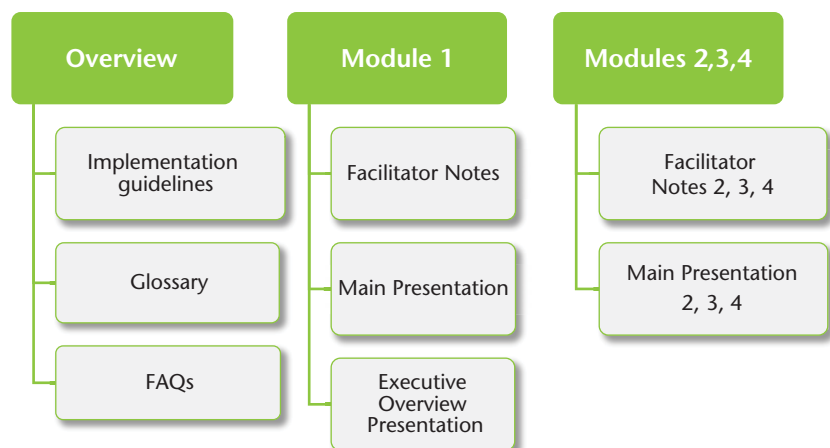 Overview
Implementation
guidelines
Glossary
FAQs
Module 1
Facilitator Notes
Main Presentation
Executive
Overview
Presentation
Modules 2,3,4
Facilitator
Notes 2, 3, 4
Main Presentation
2, 3, 4